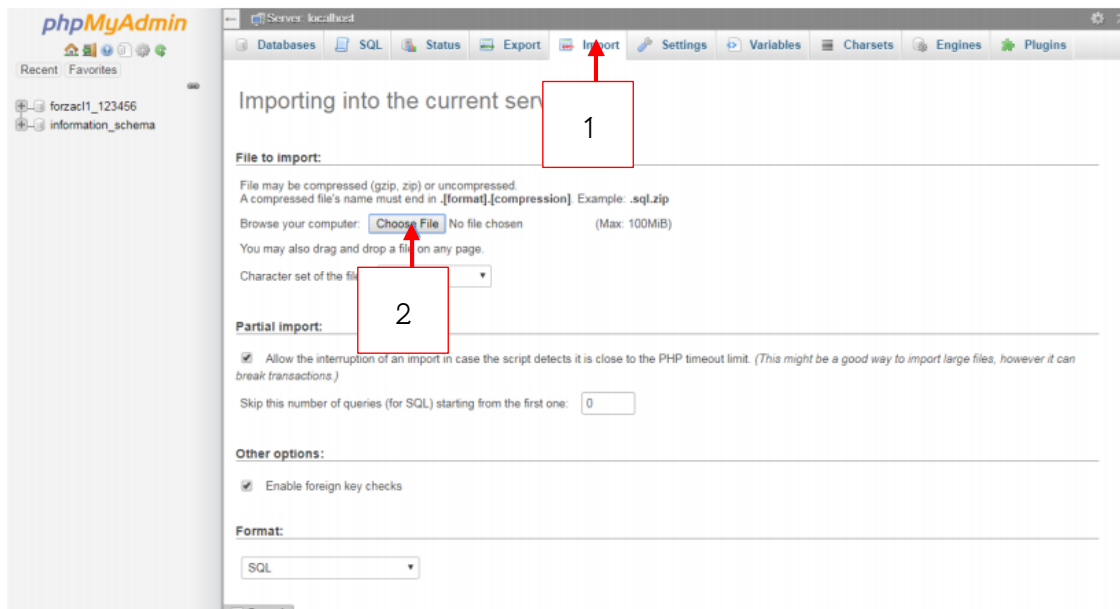 phpMyAdmin
Recent Favorites
forzacl1_123456
information_schema
Server: localhost
Databases SQL Status Export Import Settings Variables Charsets Engines Plugins
Importing into the current
1
File to import:
File may be compressed (gzip, zip) or uncompressed.
A compressed file's name must end in .[format].[compression]. Example: .sql.zip
Browse your computer: Choose File No file chosen (Max: 100MiB)
You may also drag and drop a file on any page.
Character set of the
2
Partial import:
Allow the interruption of an import in case the script detects it is close to the PHP timeout limit. (This might be a good way to import large files, however it can
break transactions.)
Skip this number of queries (for SQL) starting from the first one: 0
Other options:
Enable foreign key checks
Format:
SQL